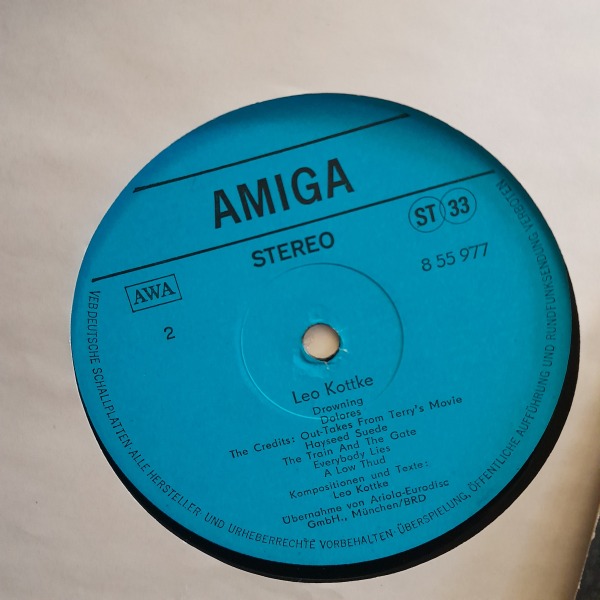 AMIGA
ST 33
STEREO
8 55 977
AWA
2
Leo Kottke
Drowning
Dolores
The Credits: Out-Takes From Terry's Movie
Hayseed Suede
The Train And The Gate
Everybody Lies
A Low Thud
Kompositionen und Texte:
Leo Kottke
Übernahme von Ariola-Eurodisc
GmbH., München/BRD
VEB DEUTSCHE SCHALLPLATTEN·ALLE HERSTELLER- UND URHEBERRECHTE VORBEHALTEN·ÜBERSPIELUNG, ÖFFENTLICHE AUFFÜHRUNG UND RUNDFUNKSENDUNG VERBOTEN